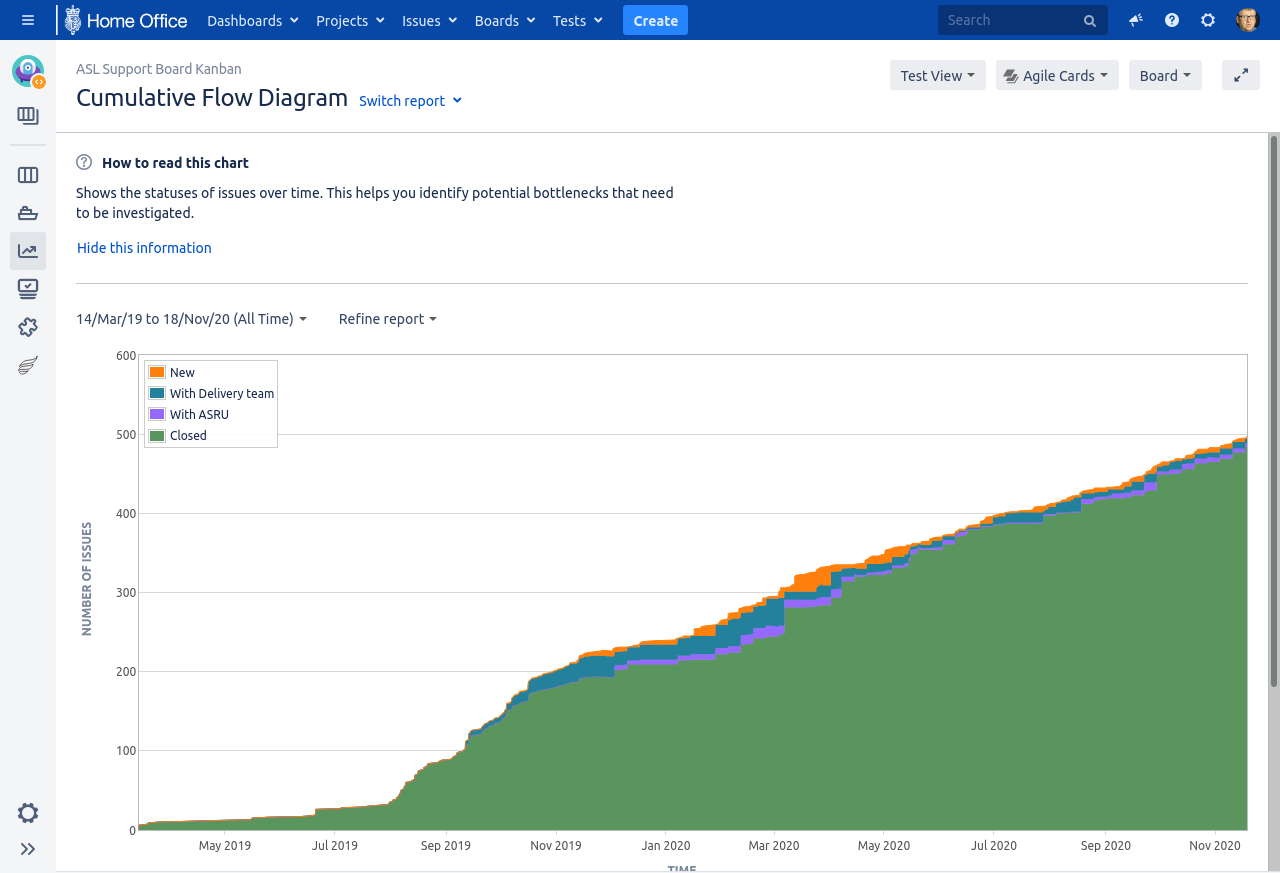 Home Office Dashboards Projects Issues Boards Tests Create Search
ASL Support Board Kanban
Cumulative Flow Diagram Switch report
Test View Agile Cards Board
How to read this chart
Shows the statuses of issues over time. This helps you identify potential bottlenecks that need
to be investigated.
Hide this information
14/Mar/19 to 18/Nov/20 (All Time) Refine report
600
500
400
300
200
100
0
NUMBER OF ISSUES
New
With Delivery team
With ASRU
Closed
May 2019 Jul 2019 Sep 2019 Nov 2019 Jan 2020 Mar 2020 May 2020 Jul 2020 Sep 2020 Nov 2020
TIME